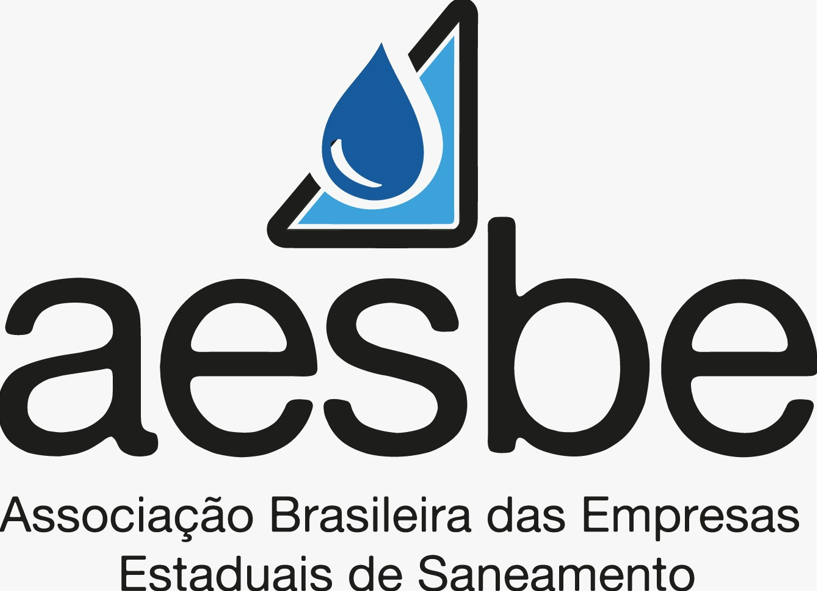 aesbe
Associação Brasileira das Empresas
Estaduais de Saneamento